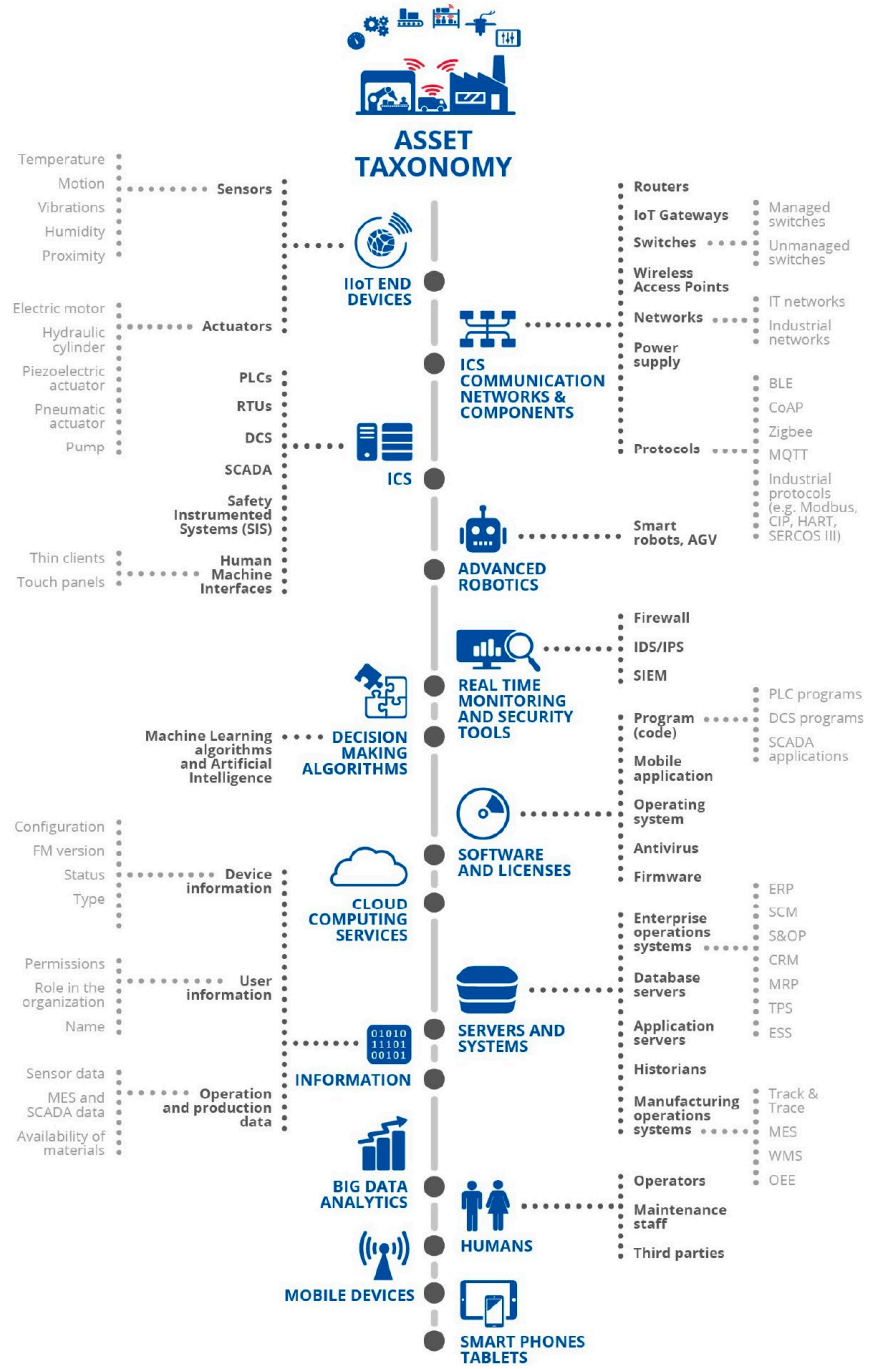 ASSET
TAXONOMY
Temperature
Motion
Vibrations
Humidity
Proximity
Sensors
Electric motor
Hydraulic
cylinder
Piezoelectric
actuator
Pneumatic
actuator
Pump
Actuators
IIoT END
DEVICES
Routers
IoT Gateways
Switches
Managed
switches
Unmanaged
switches
Wireless
Access Points
Networks
IT networks
Industrial
networks
Power
supply
Protocols
BLE
CoAP
Zigbee
MQTT
Industrial
protocols
(e.g. Modbus,
CIP, HART,
SERCOS III)
ICS
COMMUNICATION
NETWORKS &
COMPONENTS
PLCs
RTUs
DCS
SCADA
Safety
Instrumented
Systems (SIS)
Human
Machine
Interfaces
Thin clients
Touch panels
ICS
Smart
robots, AGV
ADVANCED
ROBOTICS
Firewall
IDS/IPS
SIEM
REAL TIME
MONITORING
AND SECURITY
TOOLS
Machine Learning
algorithms
and Artificial
Intelligence
DECISION
MAKING
ALGORITHMS
Program
(code)
PLC programs
DCS programs
SCADA
applications
Mobile
application
Operating
system
Antivirus
Firmware
SOFTWARE
AND LICENSES
CLOUD
COMPUTING
SERVICES
Enterprise
operations
systems
ERP
SCM
S&OP
CRM
MRP
TPS
ESS
Database
servers
Application
servers
Historians
Manufacturing
operations
systems
Track &
Trace
MES
WMS
OEE
SERVERS AND
SYSTEMS
Configuration
FM version
Status
Type
Device
information
Permissions
Role in the
organization
Name
User
information
Sensor data
MES and
SCADA data
Availability of
materials
Operation
and production
data
01010
11101
00101
INFORMATION
BIG DATA
ANALYTICS
Operators
Maintenance
staff
Third parties
HUMANS
MOBILE DEVICES
SMART PHONES
TABLETS